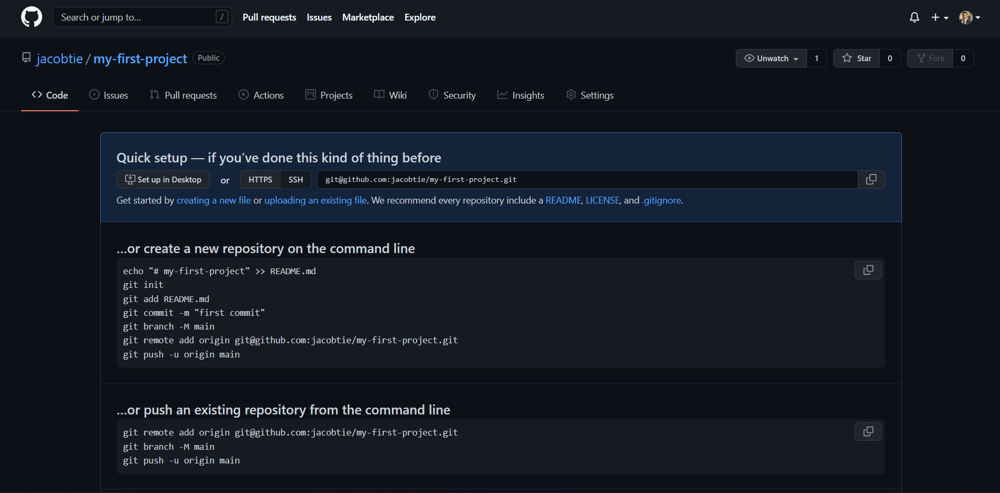 Search or jump to... / Pull requests Issues Marketplace Explore
jacobtie / my-first-project Public Unwatch 1 Star 0 Fork 0
Code Issues Pull requests Actions Projects Wiki Security Insights Settings
Quick setup — if you’ve done this kind of thing before
Set up in Desktop or HTTPS SSH git@github.com:jacobtie/my-first-project.git
Get started by creating a new file or uploading an existing file. We recommend every repository include a README, LICENSE, and .gitignore.
…or create a new repository on the command line
echo "# my-first-project" >> README.md
git init
git add README.md
git commit -m "first commit"
git branch -M main
git remote add origin git@github.com:jacobtie/my-first-project.git
git push -u origin main
…or push an existing repository from the command line
git remote add origin git@github.com:jacobtie/my-first-project.git
git branch -M main
git push -u origin main